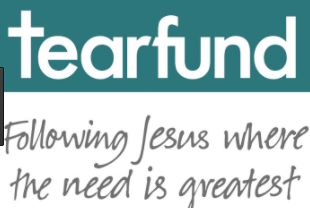 tearfund
Following Jesus where
the need is greatest